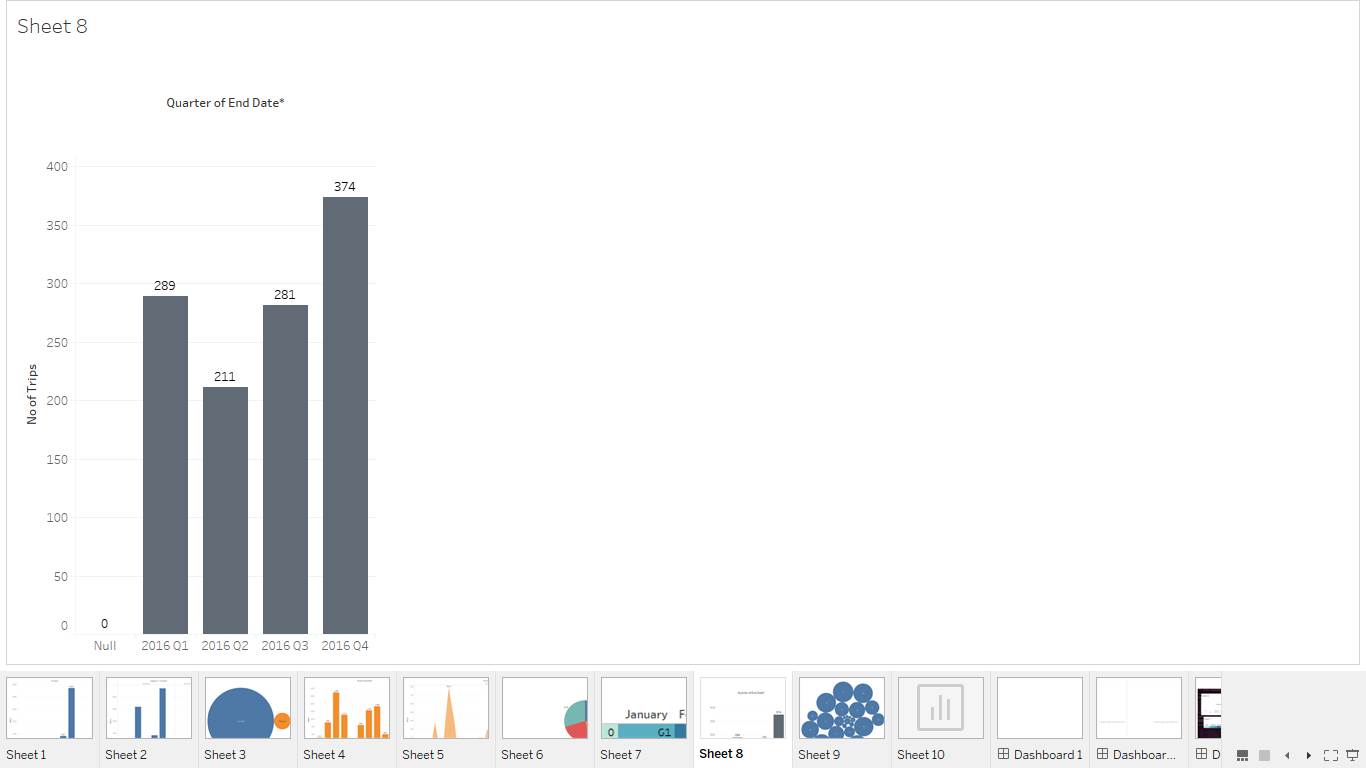 Sheet 8
Quarter of End Date*
400
350
300
250
200
150
100
50
0
No of Trips
0
289
211
281
374
Null
2016 Q1
2016 Q2
2016 Q3
2016 Q4
January F
0 G1
Sheet 1
Sheet 2
Sheet 3
Sheet 4
Sheet 5
Sheet 6
Sheet 7
Sheet 8
Sheet 9
Sheet 10
Dashboard 1
Dashboar...
D